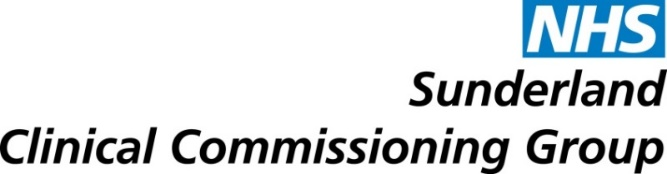 NHS
Sunderland
Clinical Commissioning Group